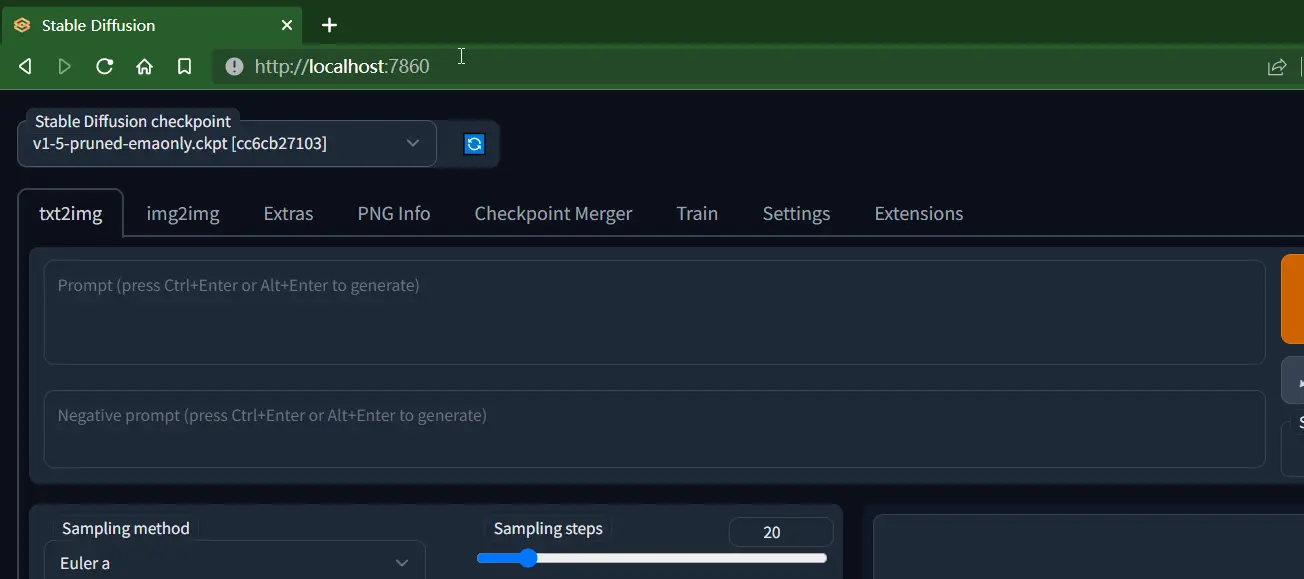 Stable Diffusion
http://localhost:7860
Stable Diffusion checkpoint
v1-5-pruned-emaonly.ckpt [cc6cb27103]
txt2img img2img Extras PNG Info Checkpoint Merger Train Settings Extensions
Prompt (press Ctrl+Enter or Alt+Enter to generate)
Negative prompt (press Ctrl+Enter or Alt+Enter to generate)
Sampling method Sampling steps 20
Euler a